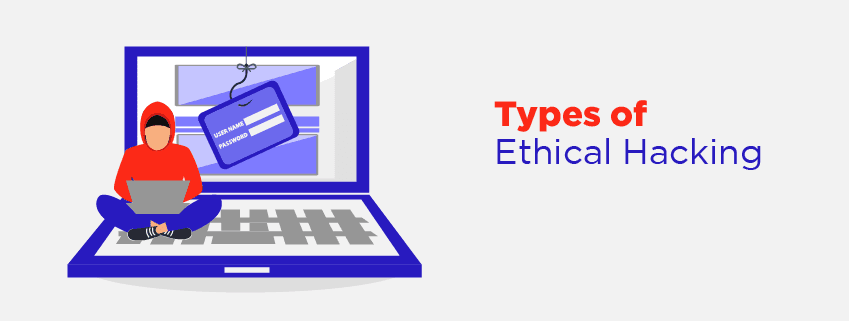 USER NAME
PASSWORD
Types of
Ethical Hacking